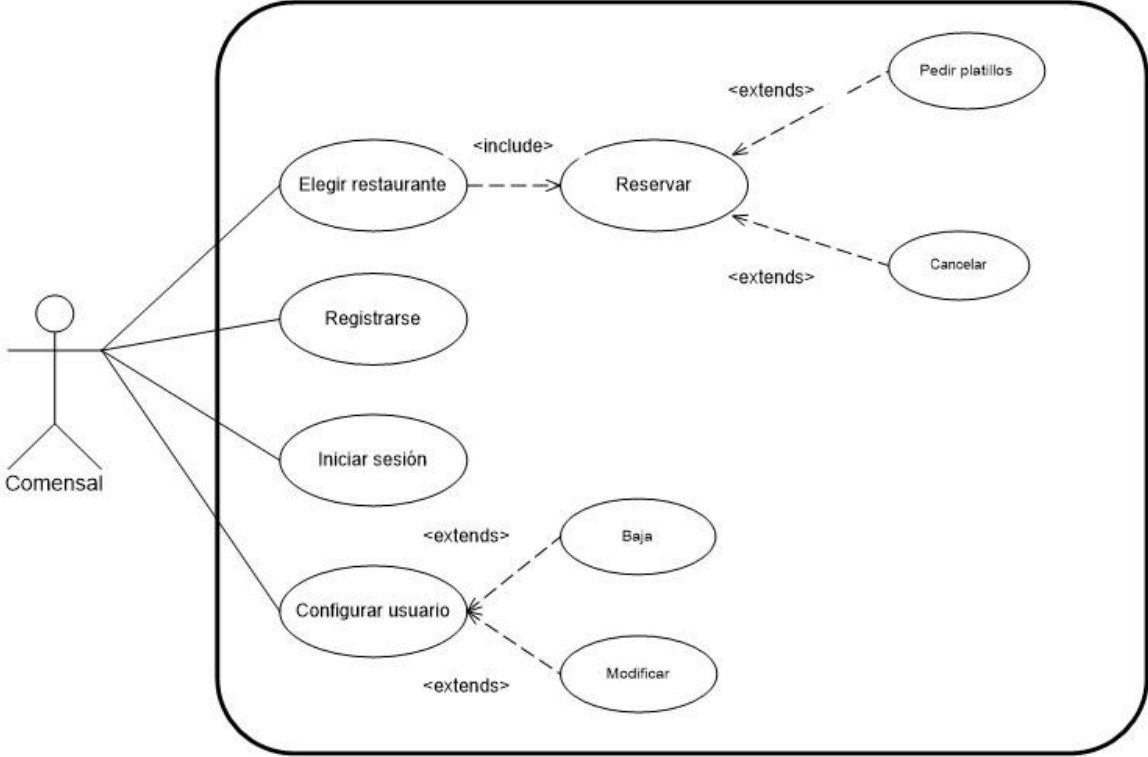 Pedir platillos
<extends>
<include>
Elegir restaurante
Reservar
Cancelar
<extends>
Registrarse
Iniciar sesión
Comensal
<extends>
Baja
Configurar usuario
Modificar
<extends>